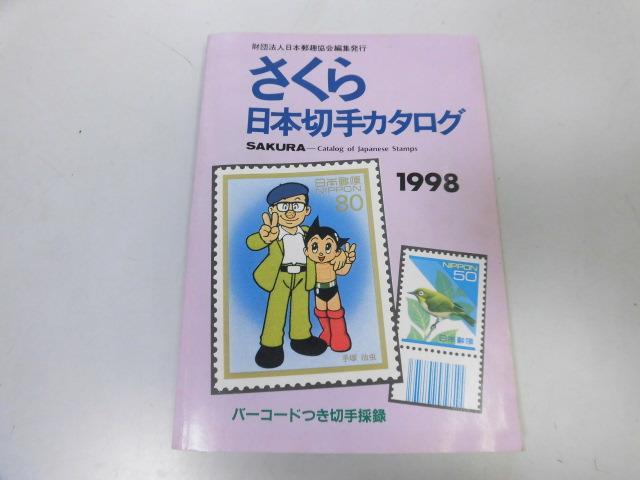 財団法人日本郵趣協会編集発行
さくら
日本切手カタログ
SAKURA—Catalog of Japanese Stamps
1998
日本郵便
NIPPON
80
手塚 治虫
NIPPON
50
日本郵便
バーコードつき切手採録